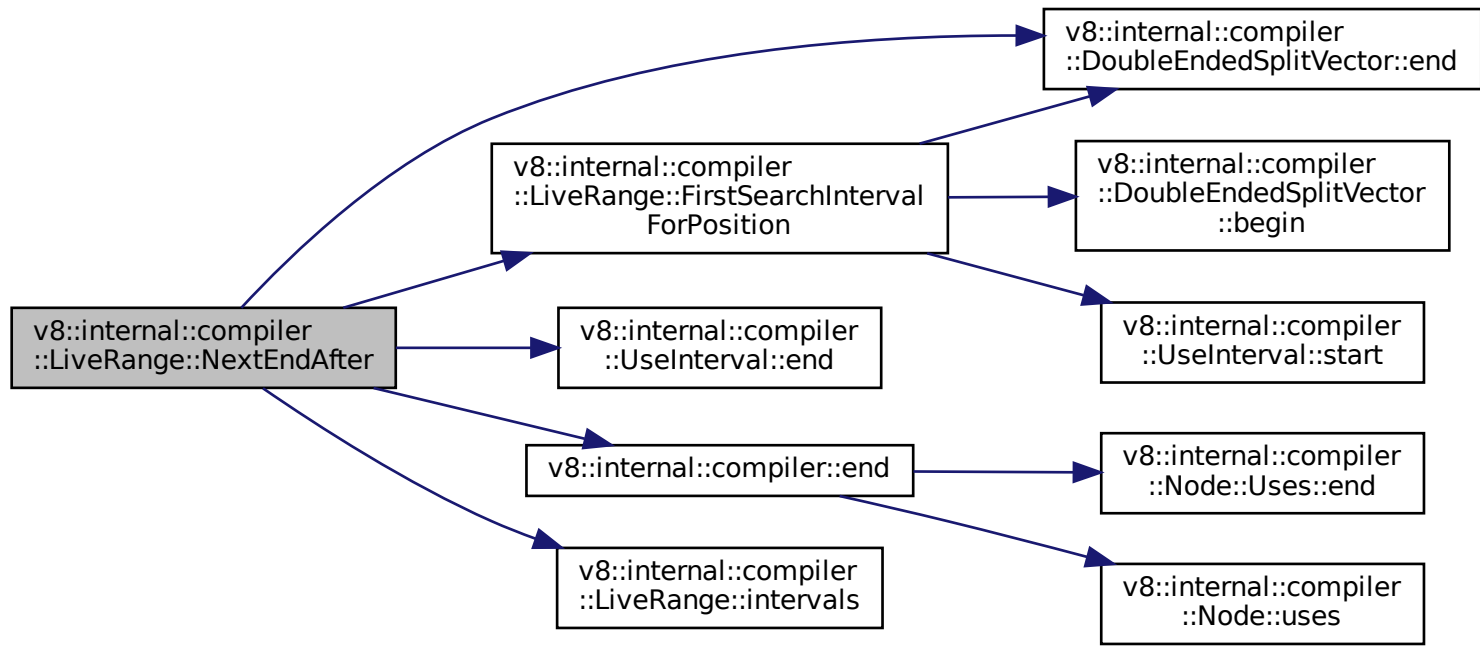 v8::internal::compiler
::LiveRange::NextEndAfter
v8::internal::compiler
::DoubleEndedSplitVector::end
v8::internal::compiler
::LiveRange::FirstSearchInterval
ForPosition
v8::internal::compiler
::DoubleEndedSplitVector
::begin
v8::internal::compiler
::UseInterval::start
v8::internal::compiler
::UseInterval::end
v8::internal::compiler::end
v8::internal::compiler
::Node::Uses::end
v8::internal::compiler
::Node::uses
v8::internal::compiler
::LiveRange::intervals